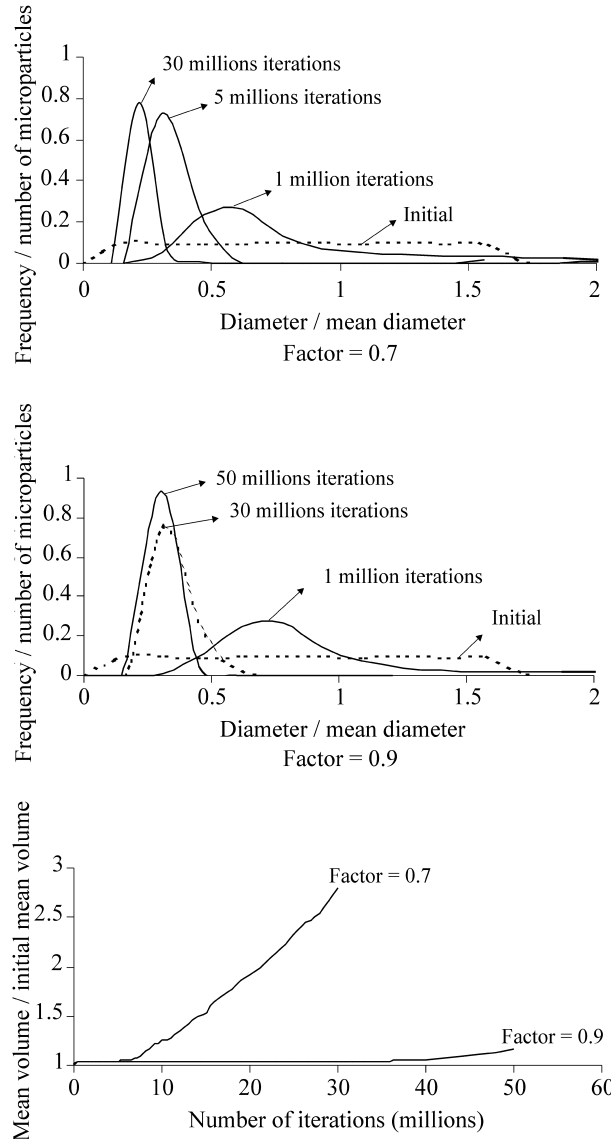 Frequency / number of microparticles
1
0.8
0.6
0.4
0.2
0
30 millions iterations
5 millions iterations
1 million iterations
Initial
0
0.5
1
1.5
2
Diameter / mean diameter
Factor = 0.7
Frequency / number of microparticles
1
0.8
0.6
0.4
0.2
0
50 millions iterations
30 millions iterations
1 million iterations
Initial
0
0.5
1
1.5
2
Diameter / mean diameter
Factor = 0.9
Mean volume / initial mean volume
3
2.5
2
1.5
1
Factor = 0.7
Factor = 0.9
0
10
20
30
40
50
60
Number of iterations (millions)